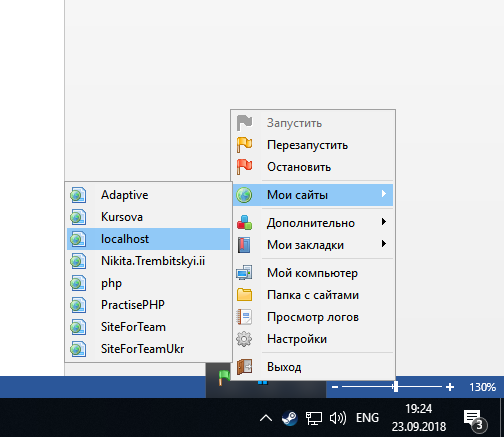 Запустить
Перезапустить
Остановить
Мои сайты
Дополнительно
Мои закладки
Мой компьютер
Папка с сайтами
Просмотр логов
Настройки
Выход
Adaptive
Kursova
localhost
Nikita.Trembitskyi.ii
php
PractisePHP
SiteForTeam
SiteForTeamUkr
130%
ENG
19:24
23.09.2018
3